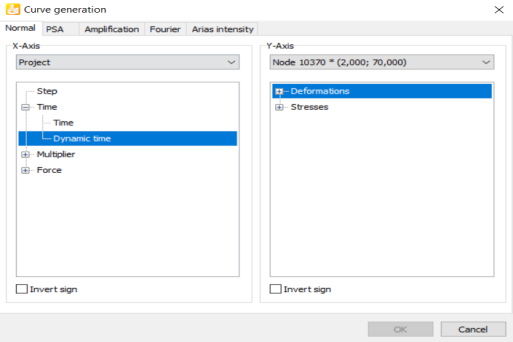 Curve generation
Normal PSA Amplification Fourier Arias intensity
X-Axis
Project
Step
Time
Time
Dynamic time
Multiplier
Force
Invert sign
Y-Axis
Node 10370 * (2,000; 70,000)
Deformations
Stresses
Invert sign
OK Cancel